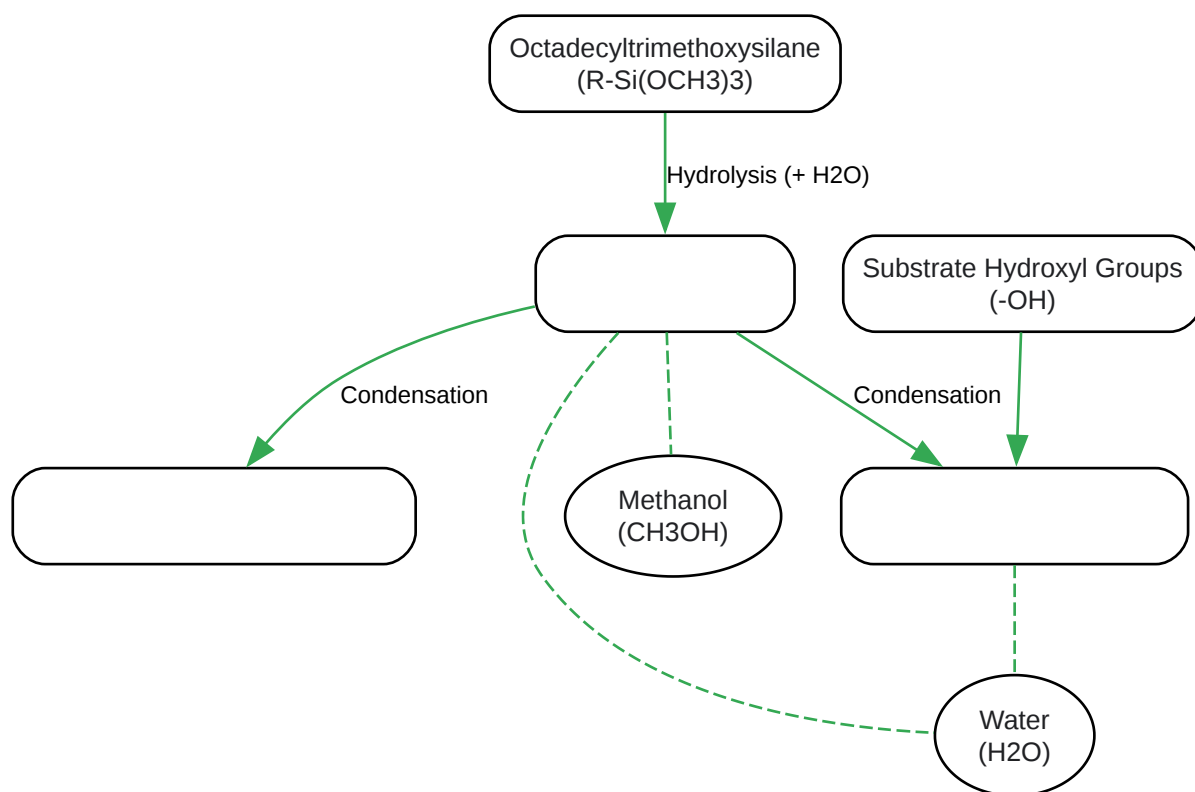 Octadecyltrimethoxysilane
(R-Si(OCH3)3)
Hydrolysis (+ H2O)
Substrate Hydroxyl Groups
(-OH)
Condensation
Condensation
Methanol
(CH3OH)
Water
(H2O)